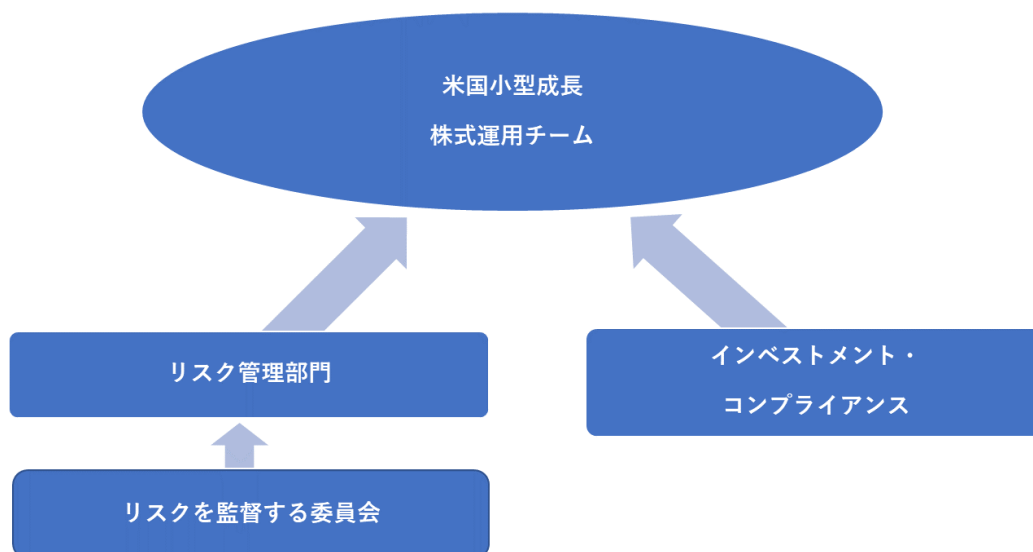 米国小型成長
株式運用チーム
リスク管理部門
インベストメント・
コンプライアンス
リスクを監督する委員会